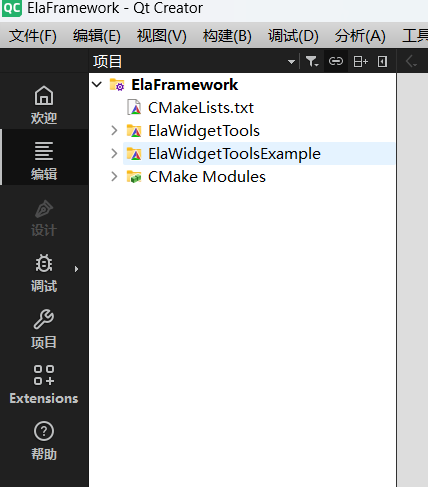 QC ElaFramework - Qt Creator
文件(F) 编辑(E) 视图(V) 构建(B) 调试(D) 分析(A) 工具
项目
欢迎
编辑
设计
调试
项目
Extensions
帮助
ElaFramework
CMakeLists.txt
ElaWidgetTools
ElaWidgetToolsExample
CMake Modules